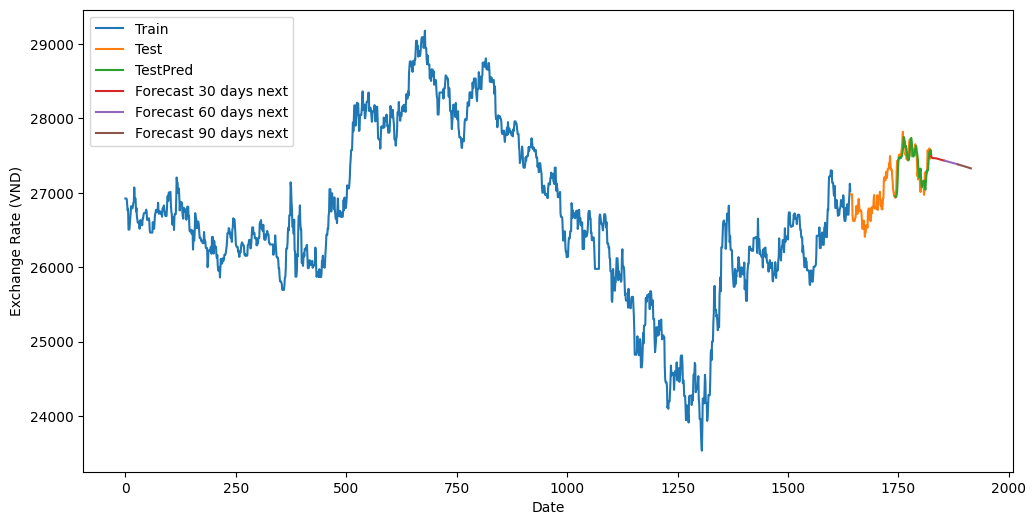 Train
Test
TestPred
Forecast 30 days next
Forecast 60 days next
Forecast 90 days next
Exchange Rate (VND)
29000
28000
27000
26000
25000
24000
0 250 500 750 1000 1250 1500 1750 2000
Date